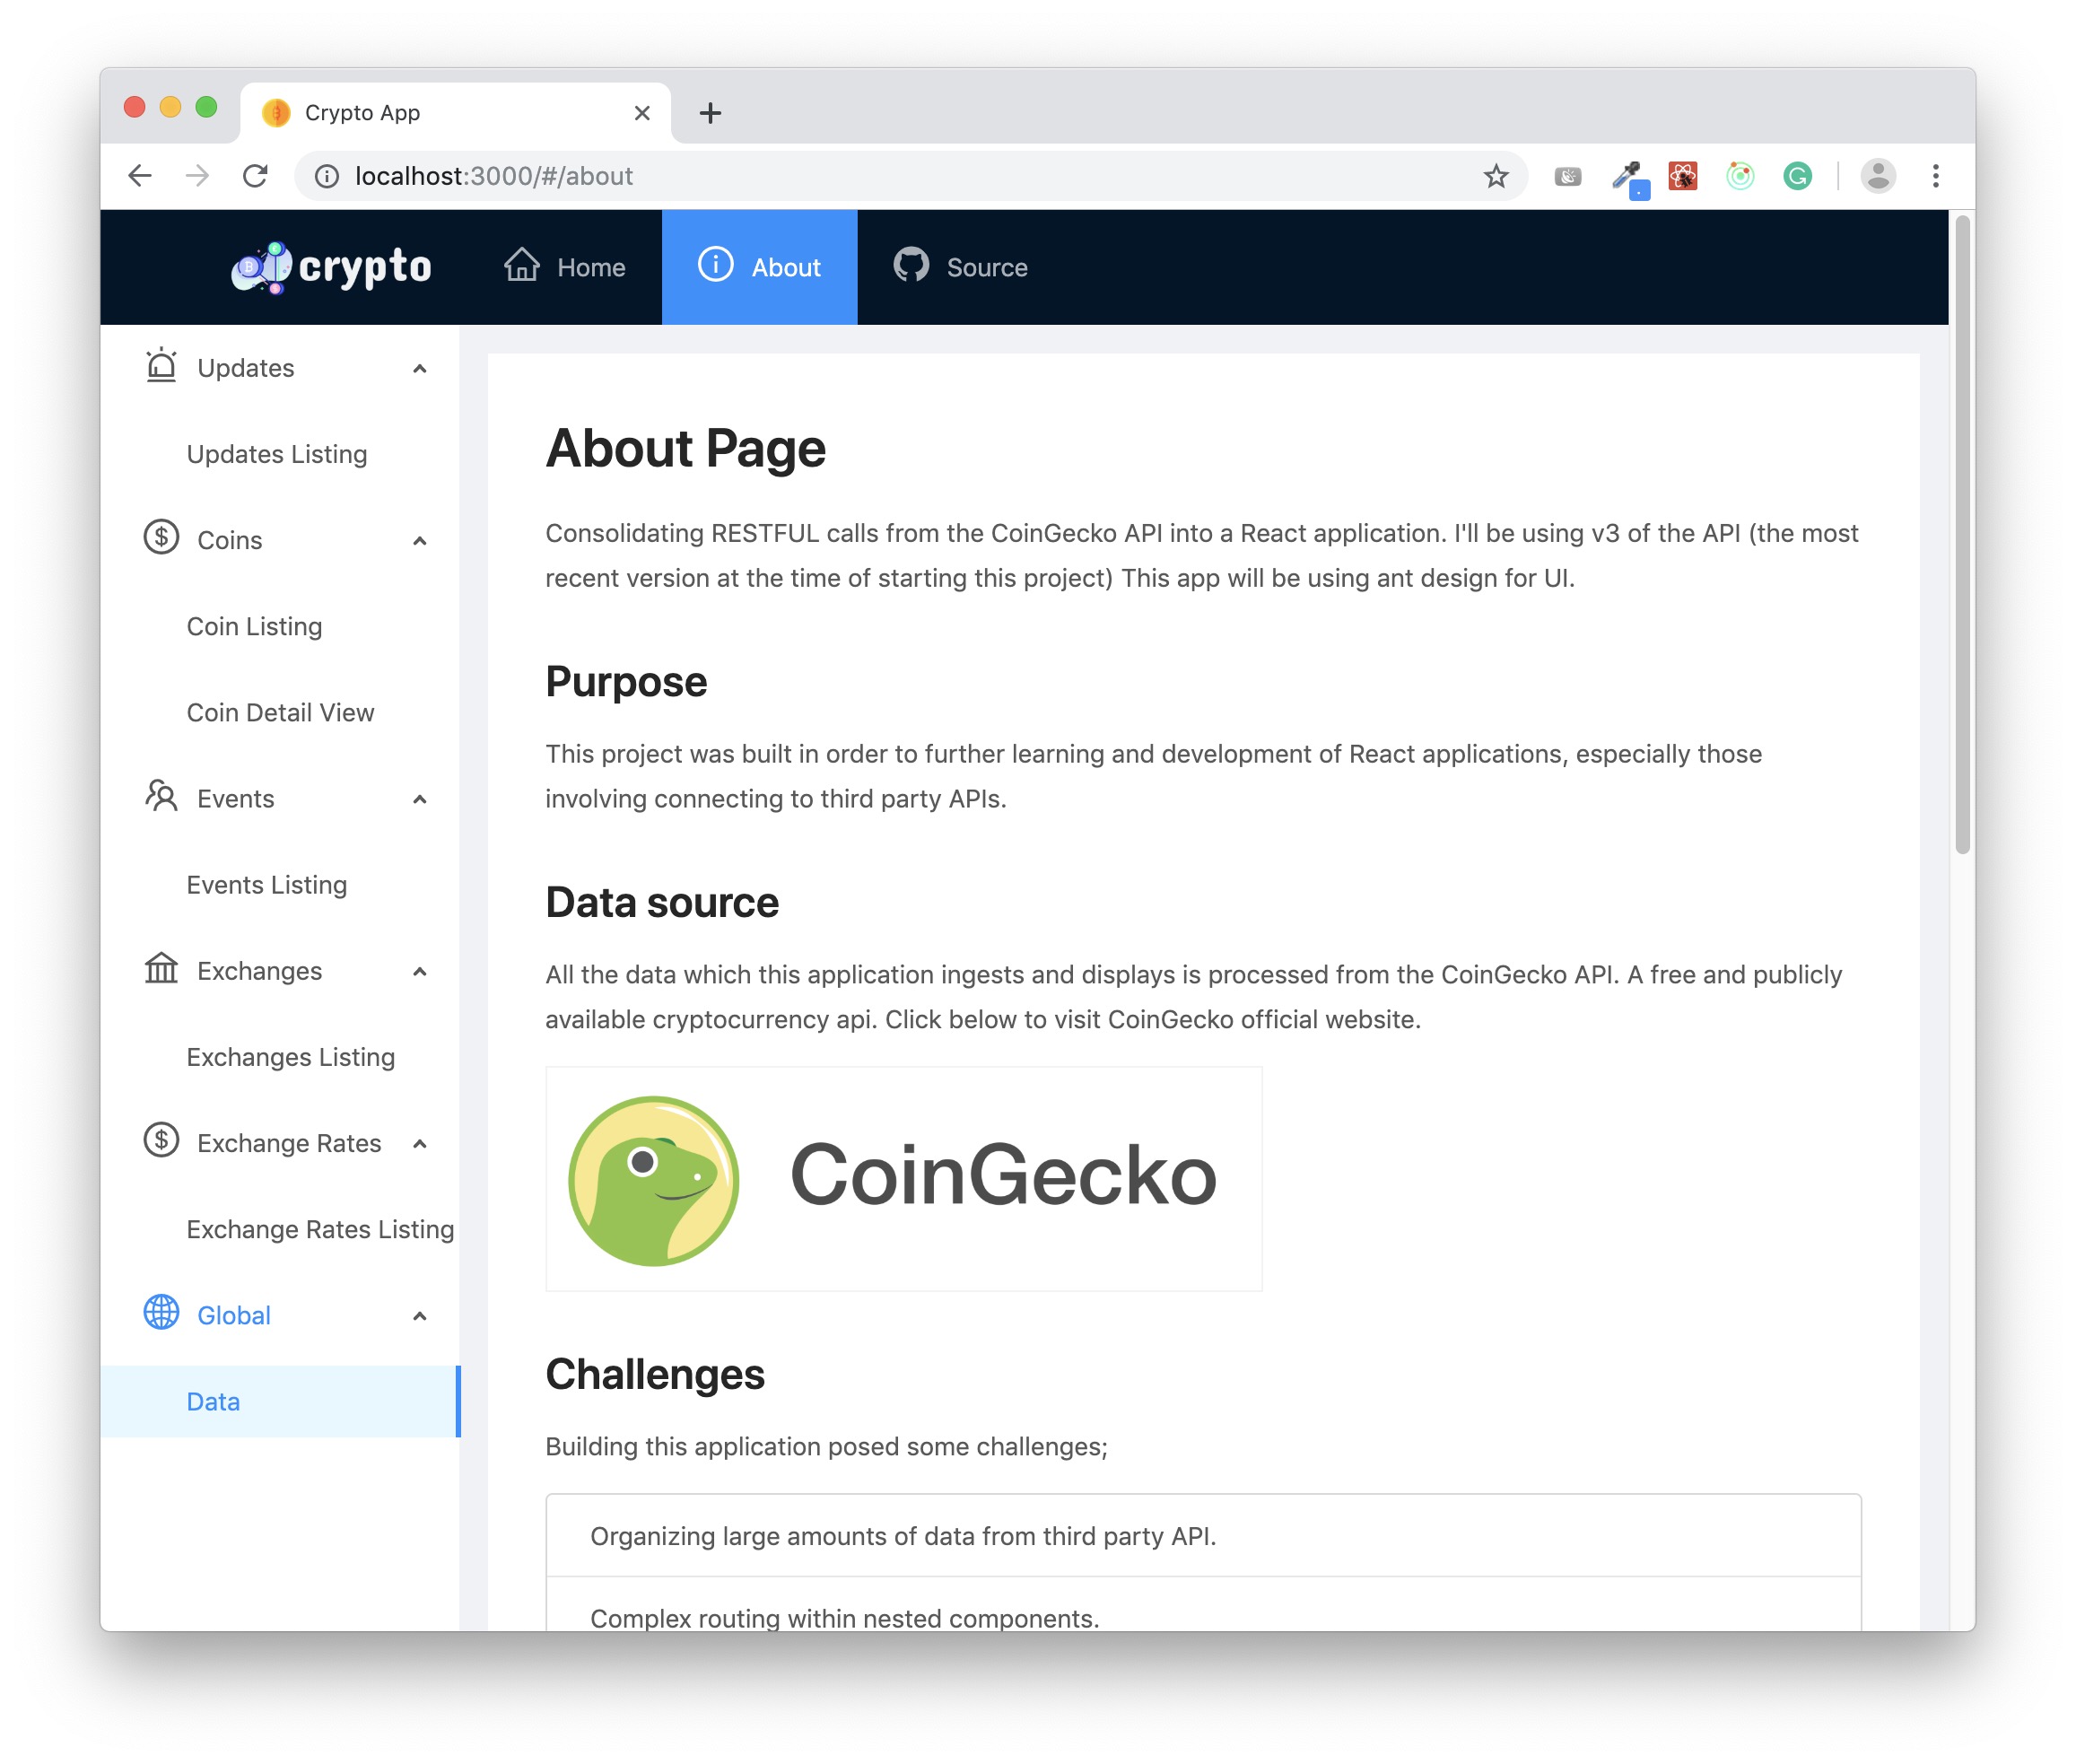 Crypto App
localhost:3000/#/about
crypto
Home
About
Source
Updates
Updates Listing
Coins
Coin Listing
Coin Detail View
Events
Events Listing
Exchanges
Exchanges Listing
Exchange Rates
Exchange Rates Listing
Global
Data
About Page
Consolidating RESTFUL calls from the CoinGecko API into a React application. I'll be using v3 of the API (the most
recent version at the time of starting this project) This app will be using ant design for UI.
Purpose
This project was built in order to further learning and development of React applications, especially those
involving connecting to third party APIs.
Data source
All the data which this application ingests and displays is processed from the CoinGecko API. A free and publicly
available cryptocurrency api. Click below to visit CoinGecko official website.
CoinGecko
Challenges
Building this application posed some challenges;
Organizing large amounts of data from third party API.
Complex routing within nested components.